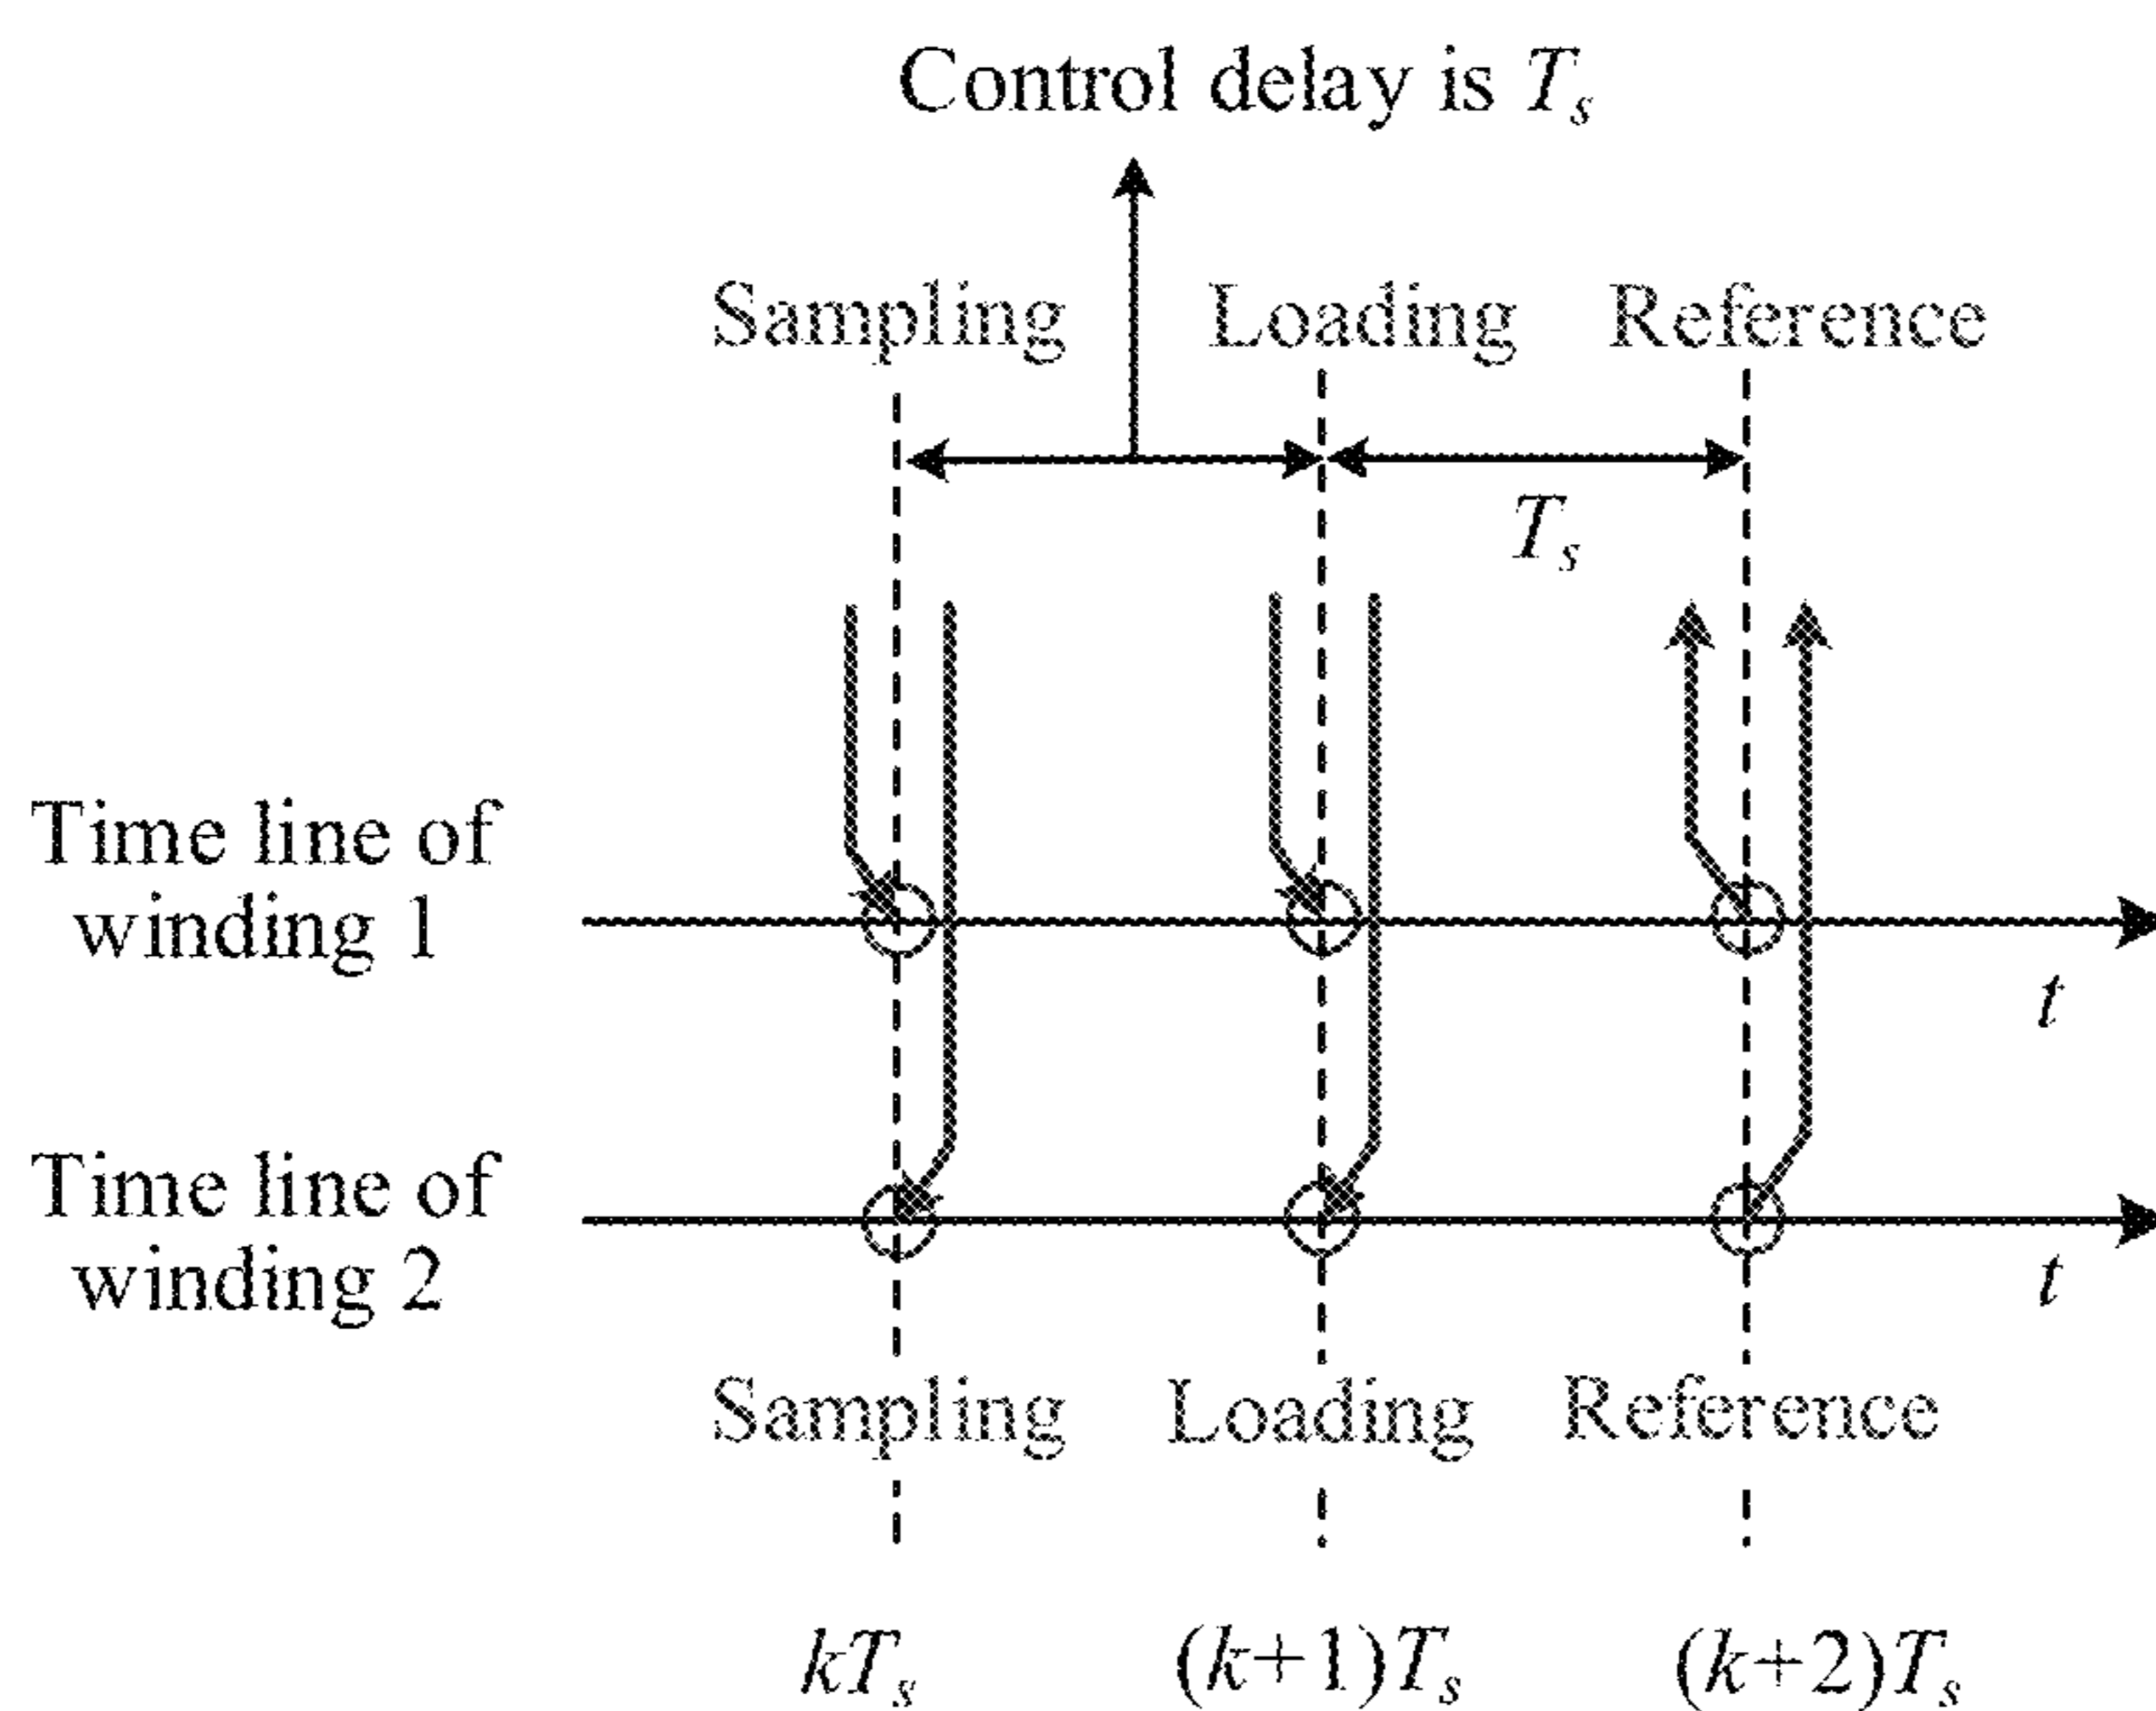 Control delay is Ts
Sampling Loading Reference
Ts
Time line of
winding 1
t
Time line of
winding 2
t
Sampling Loading Reference
kTs (k+1)Ts (k+2)Ts